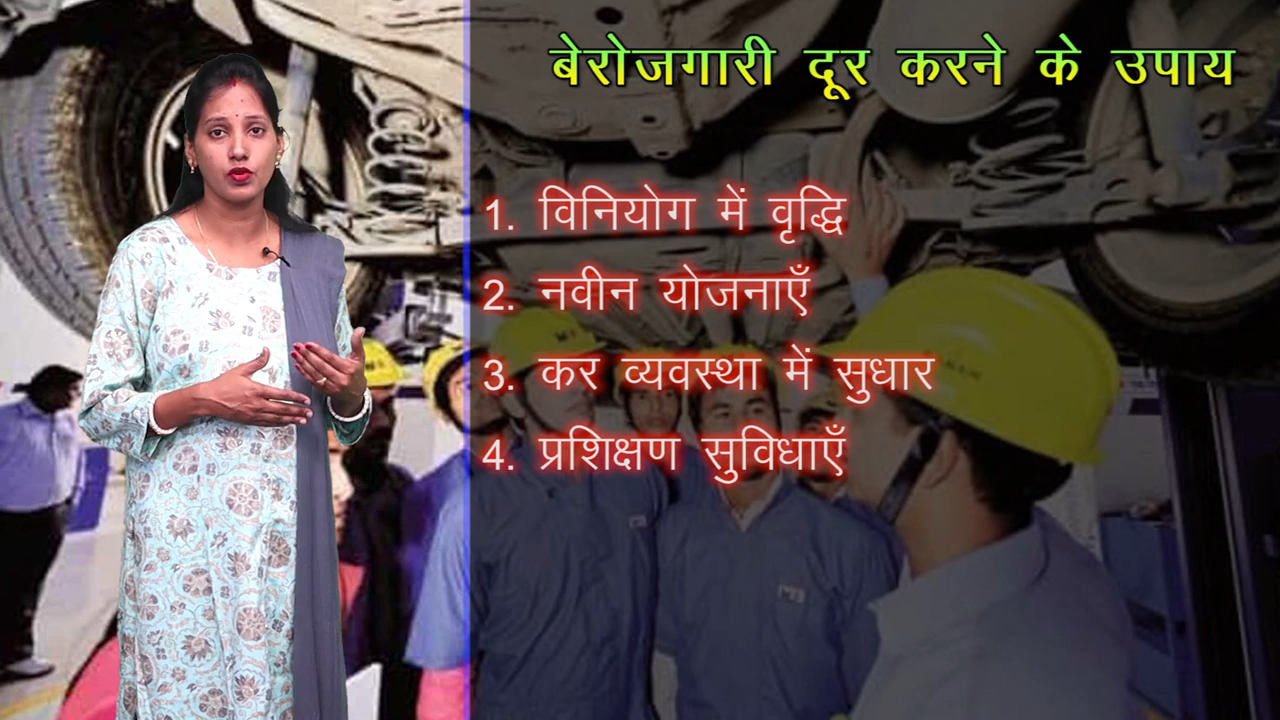 बेरोजगारी दूर करने के उपाय
1. विनियोग में वृद्धि
2. नवीन योजनाएँ
3. कर व्यवस्था में सुधार
4. प्रशिक्षण सुविधाएँ